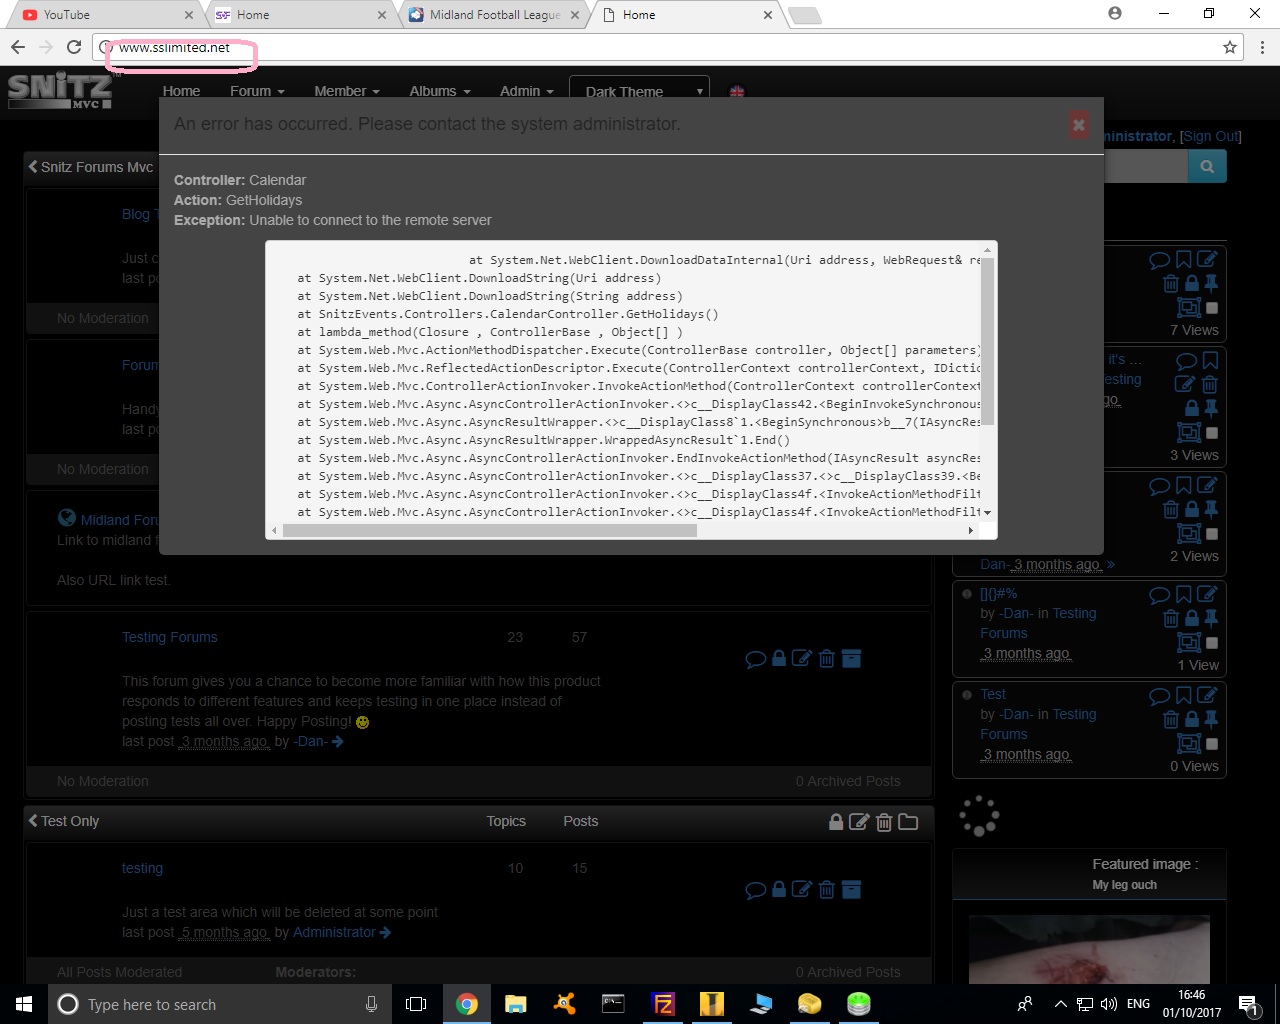 YouTube
Home
Midland Football League
Home
www.sslimited.net
SNiTZ™
MVC
Home Forum Member Albums Admin Dark Theme
An error has occurred. Please contact the system administrator.
ministrator, [Sign Out]
Controller: Calendar
Action: GetHolidays
Exception: Unable to connect to the remote server
at System.Net.WebClient.DownloadDataInternal(Uri address, WebRequest& re
at System.Net.WebClient.DownloadString(Uri address)
at System.Net.WebClient.DownloadString(String address)
at SnitzEvents.Controllers.CalendarController.GetHolidays()
at lambda_method(Closure , ControllerBase , Object[] )
at System.Web.Mvc.ActionMethodDispatcher.Execute(ControllerBase controller, Object[] parameters)
at System.Web.Mvc.ReflectedActionDescriptor.Execute(ControllerContext controllerContext, IDictio
at System.Web.Mvc.ControllerActionInvoker.InvokeActionMethod(ControllerContext controllerContext
at System.Web.Mvc.Async.AsyncControllerActionInvoker.<>c__DisplayClass42.<BeginInvokeSynchronous
at System.Web.Mvc.Async.AsyncResultWrapper.<>c__DisplayClass8`1.<BeginSynchronous>b__7(IAsyncRes
at System.Web.Mvc.Async.AsyncResultWrapper.WrappedAsyncResult`1.End()
at System.Web.Mvc.Async.AsyncControllerActionInvoker.EndInvokeActionMethod(IAsyncResult asyncRes
at System.Web.Mvc.Async.AsyncControllerActionInvoker.<>c__DisplayClass37.<>c__DisplayClass39.<Be
at System.Web.Mvc.Async.AsyncControllerActionInvoker.<>c__DisplayClass4f.<InvokeActionMethodFilt
at System.Web.Mvc.Async.AsyncControllerActionInvoker.<>c__DisplayClass4f.<InvokeActionMethodFilt
Snitz Forums Mvc
Blog T
Just c
last po
No Moderation
Forum
Handy
last po
No Moderation
Midland Foru
Link to midland f
Also URL link test.
Testing Forums 23 57
This forum gives you a chance to become more familiar with how this product
responds to different features and keeps testing in one place instead of
posting tests all over. Happy Posting!
last post 3 months ago by -Dan-
No Moderation 0 Archived Posts
Test Only Topics Posts
testing 10 15
Just a test area which will be deleted at some point
last post 5 months ago by Administrator
All Posts Moderated Moderators: 0 Archived Posts
7 Views
it's ...
Testing
go
3 Views
2 Views
Dan- 3 months ago »
[]{}#%
by -Dan- in Testing
Forums
3 months ago
1 View
Test
by -Dan- in Testing
Forums
3 months ago
0 Views
Featured image :
My leg ouch
Type here to search
ENG
16:46
01/10/2017
1